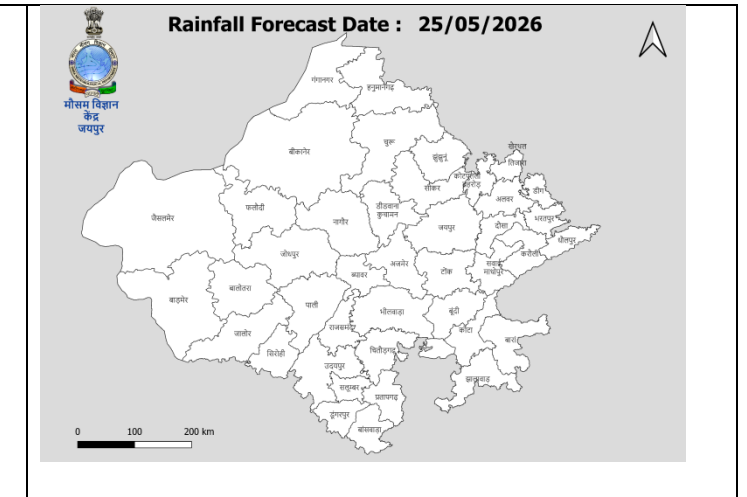 Rainfall Forecast Date : 25/05/2026
मौसम विज्ञान
केंद्र
जयपुर
गंगानगर
हनुमानगढ़
बीकानेर
चुरू
झुंझुनूं
खैरथल
तिजारा
सीकर
अलवर
डीग
जैसलमेर
फलोदी
नागौर
डीडवाना
कुचामन
जयपुर
दौसा
भरतपुर
धौलपुर
करौली
जोधपुर
ब्यावर
अजमेर
टोंक
सवाई
माधोपुर
बाड़मेर
बालोतरा
पाली
भीलवाड़ा
बूंदी
कोटा
बारां
जालोर
सिरोही
राजसमंद
चित्तौड़गढ़
उदयपुर
झालावाड़
सलूम्बर
प्रतापगढ़
डूंगरपुर
बांसवाड़ा
0 100 200 km